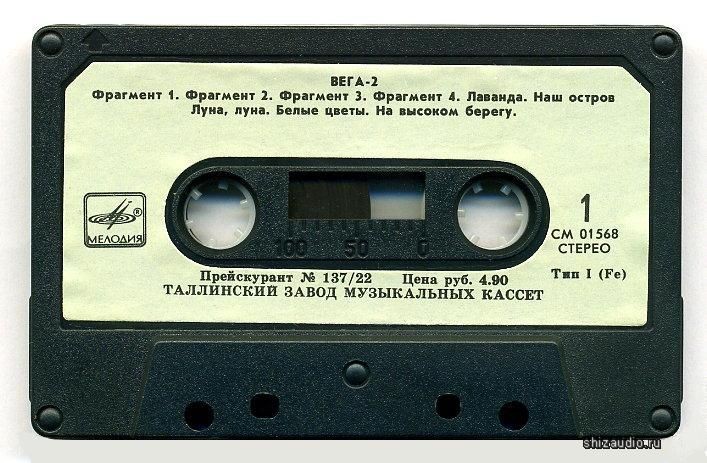 ВЕГА-2
Фрагмент 1. Фрагмент 2. Фрагмент 3. Фрагмент 4. Лаванда. Наш остров
Луна, луна. Белые цветы. На высоком берегу.
МЕЛОДИЯ ®
100 50 0
1
СМ 01568
СТЕРЕО
Прейскурант № 137/22 Цена руб. 4.90 Тип I (Fe)
ТАЛЛИНСКИЙ ЗАВОД МУЗЫКАЛЬНЫХ КАССЕТ
shizaudio.ru